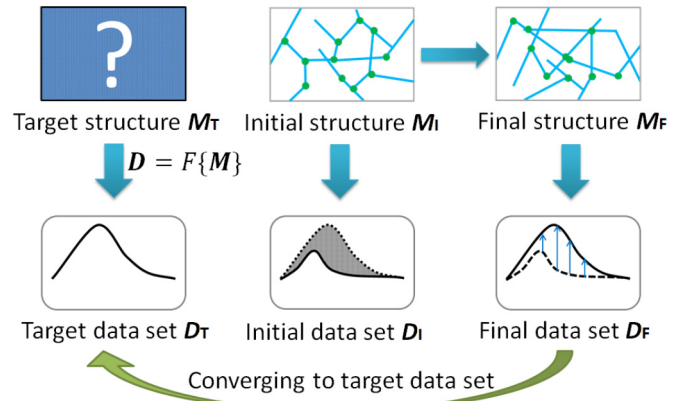 ?
Target structure MT
Initial structure MI
Final structure MF
D = F{M}
Target data set DT
Initial data set DI
Final data set DF
Converging to target data set